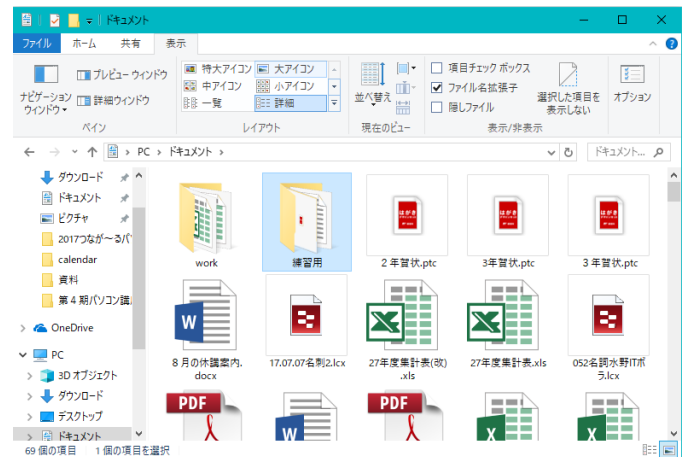 ドキュメント
ファイル ホーム 共有 表示
ナビゲーション ウィンドウ
プレビュー ウィンドウ
詳細ウィンドウ
ペイン
特大アイコン 大アイコン
中アイコン 小アイコン
一覧 詳細
レイアウト
並べ替え
現在のビュー
項目チェック ボックス
ファイル名拡張子
隠しファイル
選択した項目を
表示しない
表示/非表示
オプション
PC > ドキュメント >
ドキュメント...
ダウンロード
ドキュメント
ピクチャ
2017つなが～るパ
calendar
資料
第４期パソコン講
OneDrive
PC
3D オブジェクト
ダウンロード
デスクトップ
ドキュメント
work
練習用
２年賀状.ptc
3年賀状.ptc
３年賀状.ptc
はがき
はがき
はがき
W
X
X
８月の休講案内.
docx
17.07.07名刺2.lcx
27年度集計表(改)
.xls
27年度集計表.xls
052名詞水野ITボ
ラ.lcx
PDF
W
PDF
X
X
69 個の項目 1 個の項目を選択